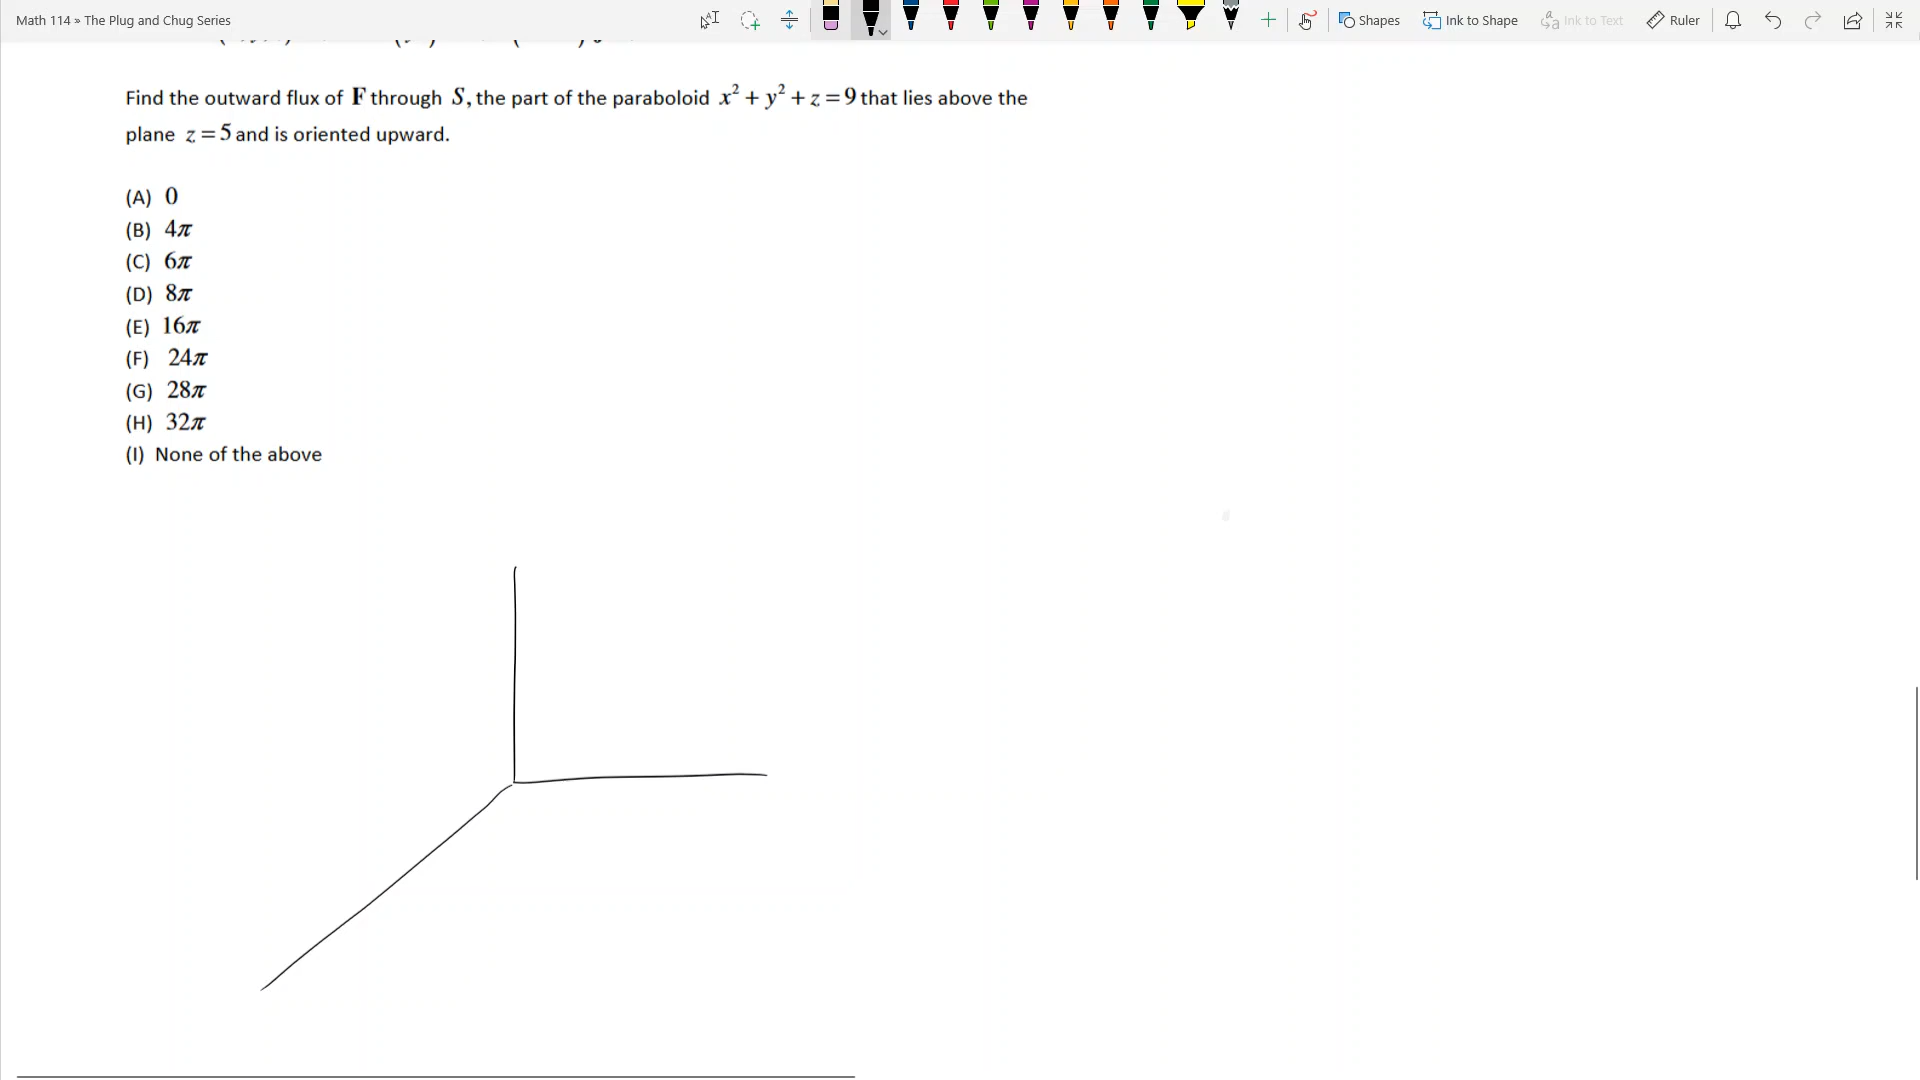 Math 114 » The Plug and Chug Series
Shapes
Ink to Shape
Ink to Text
Ruler
Find the outward flux of F through S, the part of the paraboloid x² + y² + z = 9 that lies above the
plane z = 5 and is oriented upward.
(A) 0
(B) 4π
(C) 6π
(D) 8π
(E) 16π
(F) 24π
(G) 28π
(H) 32π
(I) None of the above